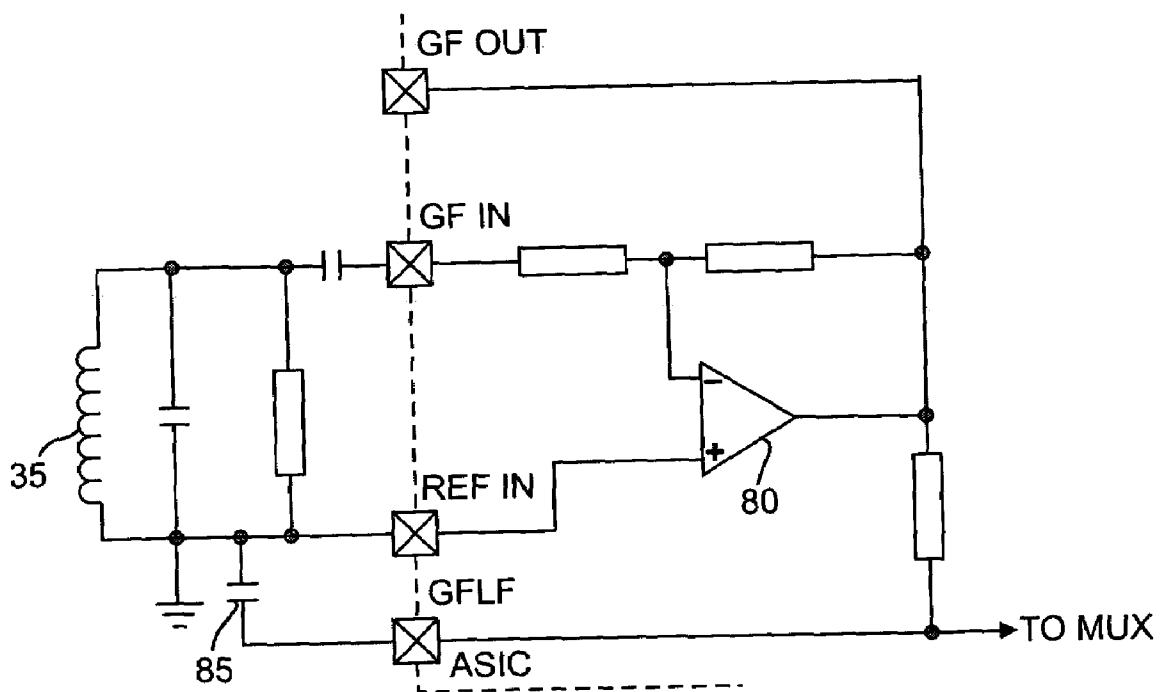 GF OUT
GF IN
35
80
REF IN
GFLF
85
ASIC
TO MUX